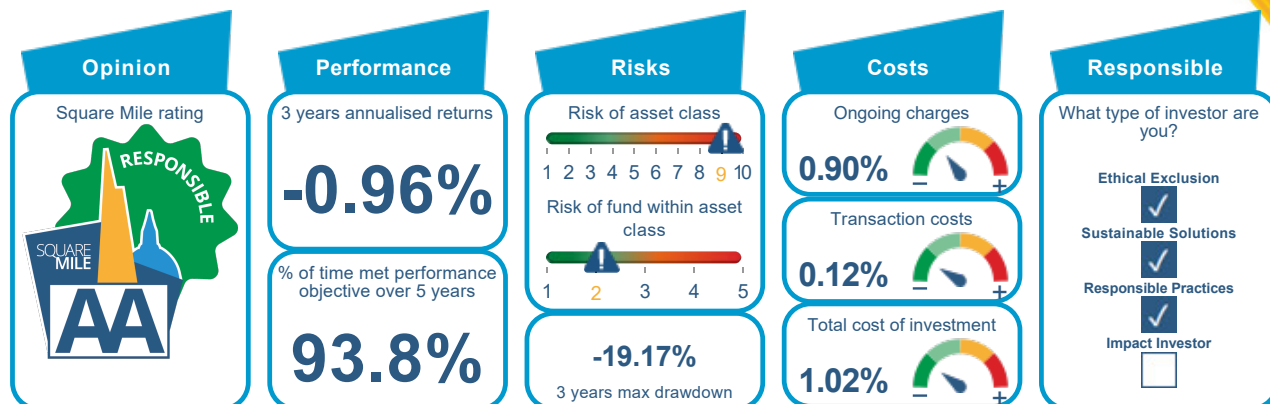 Opinion
Square Mile rating
RESPONSIBLE
SQUARE
MILE
AA
Performance
3 years annualised returns
-0.96%
% of time met performance
objective over 5 years
93.8%
Risks
Risk of asset class
1 2 3 4 5 6 7 8 9 10
Risk of fund within asset
class
1 2 3 4 5
-19.17%
3 years max drawdown
Costs
Ongoing charges
0.90%
− +
Transaction costs
0.12%
− +
Total cost of investment
1.02%
− +
Responsible
What type of investor are
you?
Ethical Exclusion
Sustainable Solutions
Responsible Practices
Impact Investor